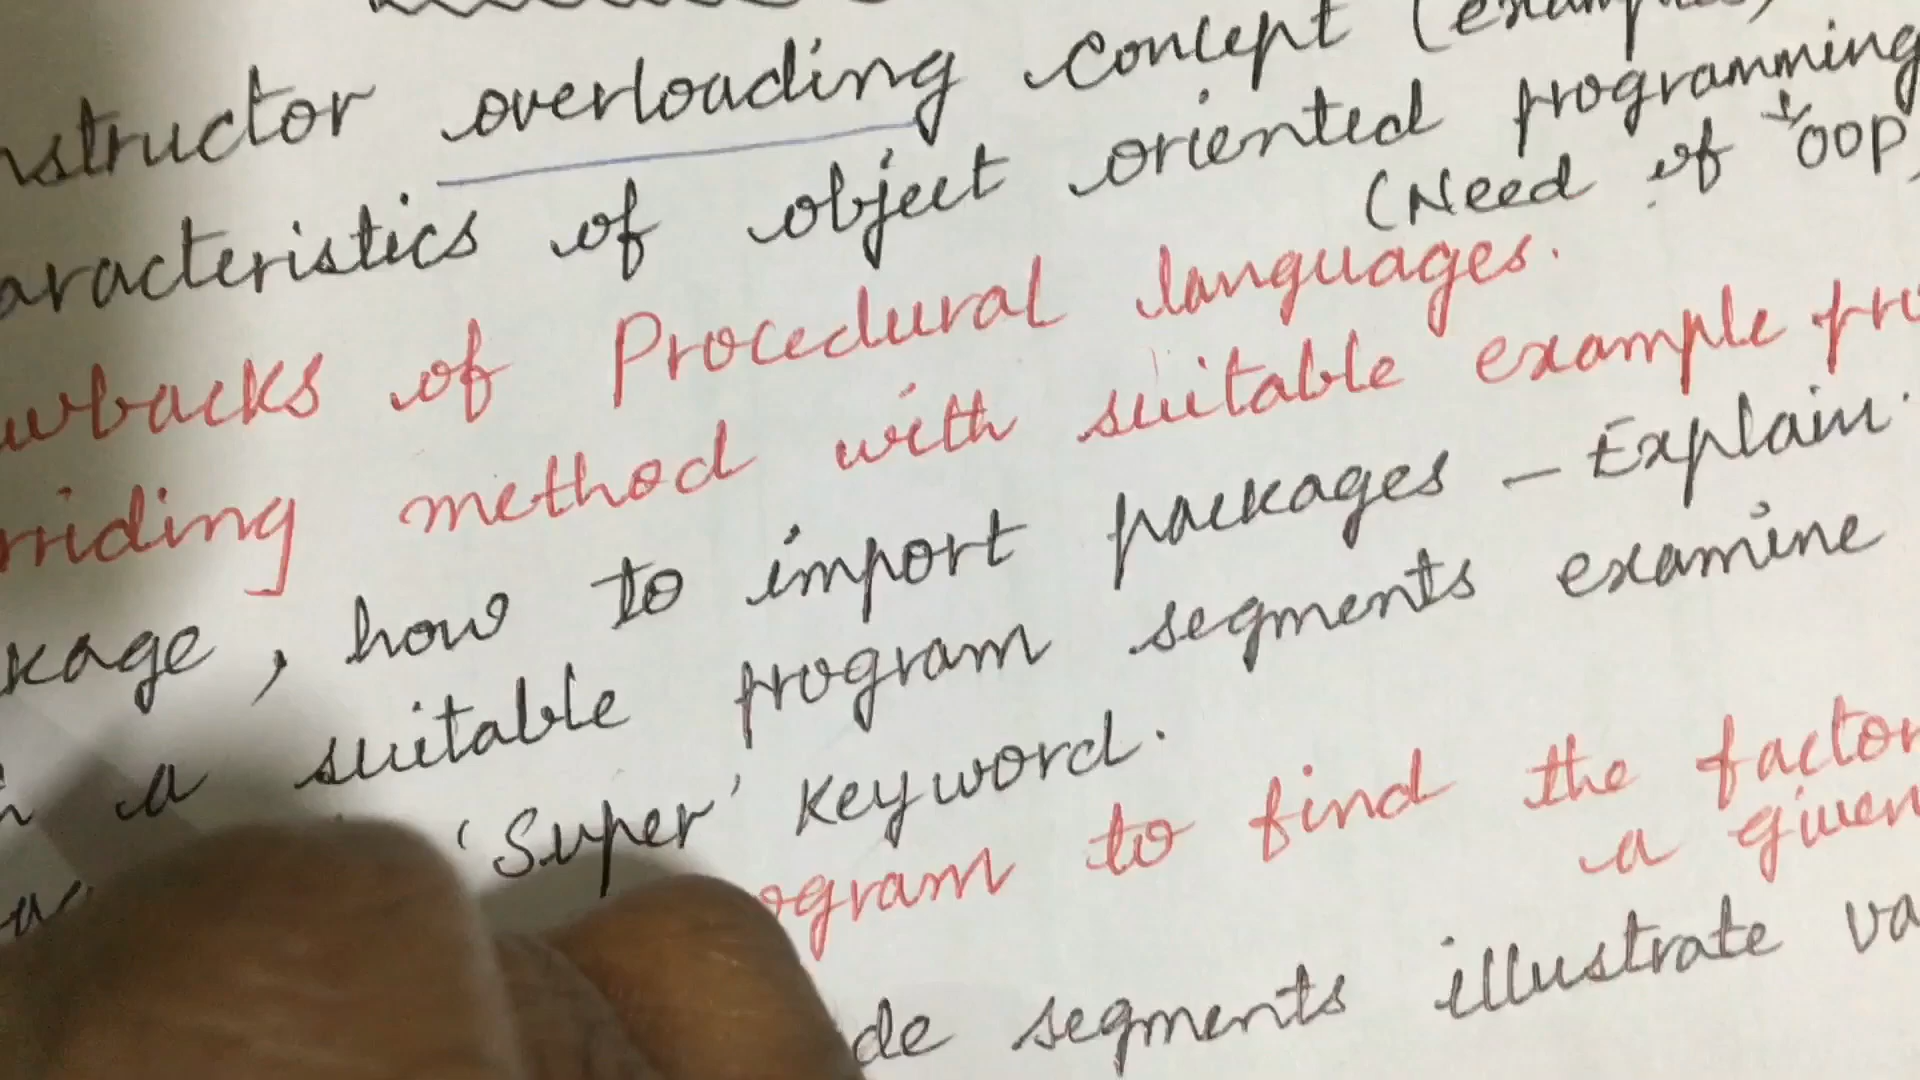 nstructor overloading concept (examples)
aracteristics of object oriented programming
(Need of OOP)
wbacks of Procedural languages.
rriding method with suitable example pro
kage, how to import packages - Explain.
a suitable program segments examine
'Super' Keyword.
ogram to find the factor
a given
de segments illustrate va